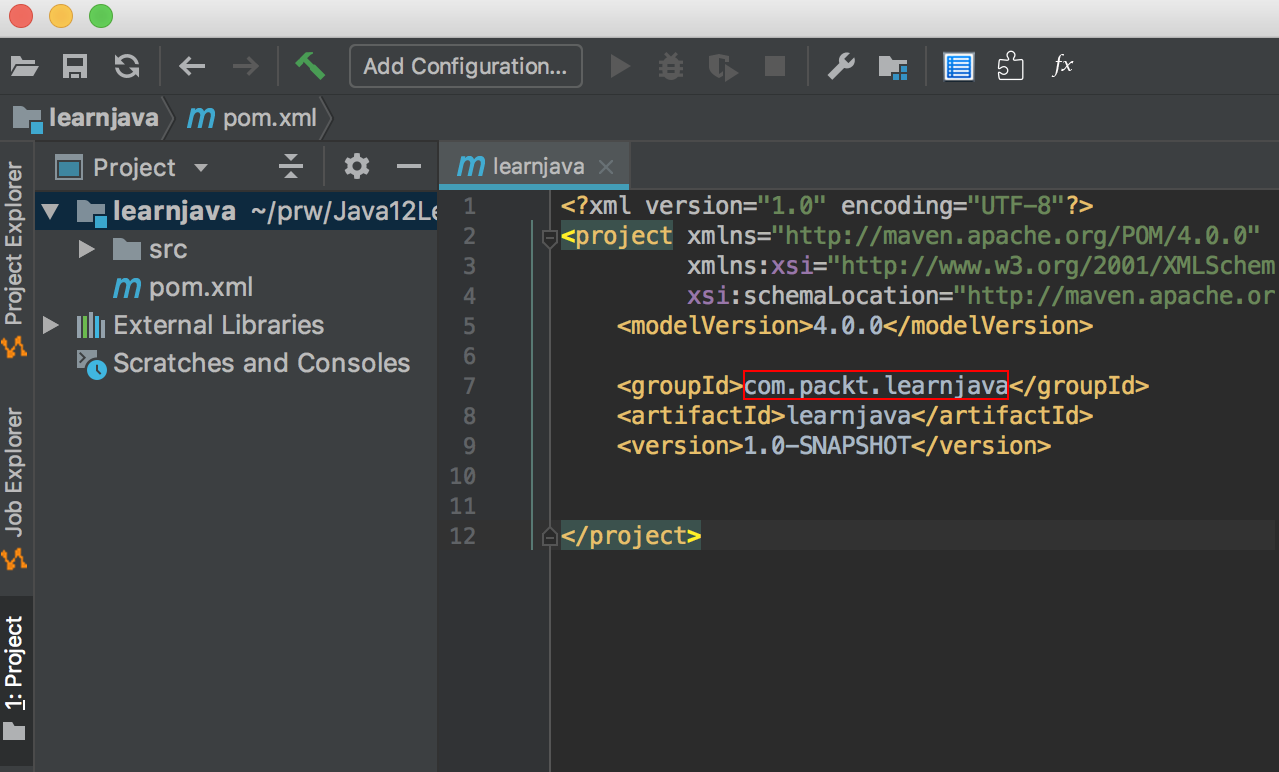 Add Configuration...
fx
learnjava
m pom.xml
Project
m learnjava
learnjava ~/prw/Java12Le
src
m pom.xml
External Libraries
Scratches and Consoles
Project Explorer
Job Explorer
1: Project
1 <?xml version="1.0" encoding="UTF-8"?>
2 <project xmlns="http://maven.apache.org/POM/4.0.0"
3 xmlns:xsi="http://www.w3.org/2001/XMLSchem
4 xsi:schemaLocation="http://maven.apache.or
5 <modelVersion>4.0.0</modelVersion>
6
7 <groupId>com.packt.learnjava</groupId>
8 <artifactId>learnjava</artifactId>
9 <version>1.0-SNAPSHOT</version>
10
11
12 </project>